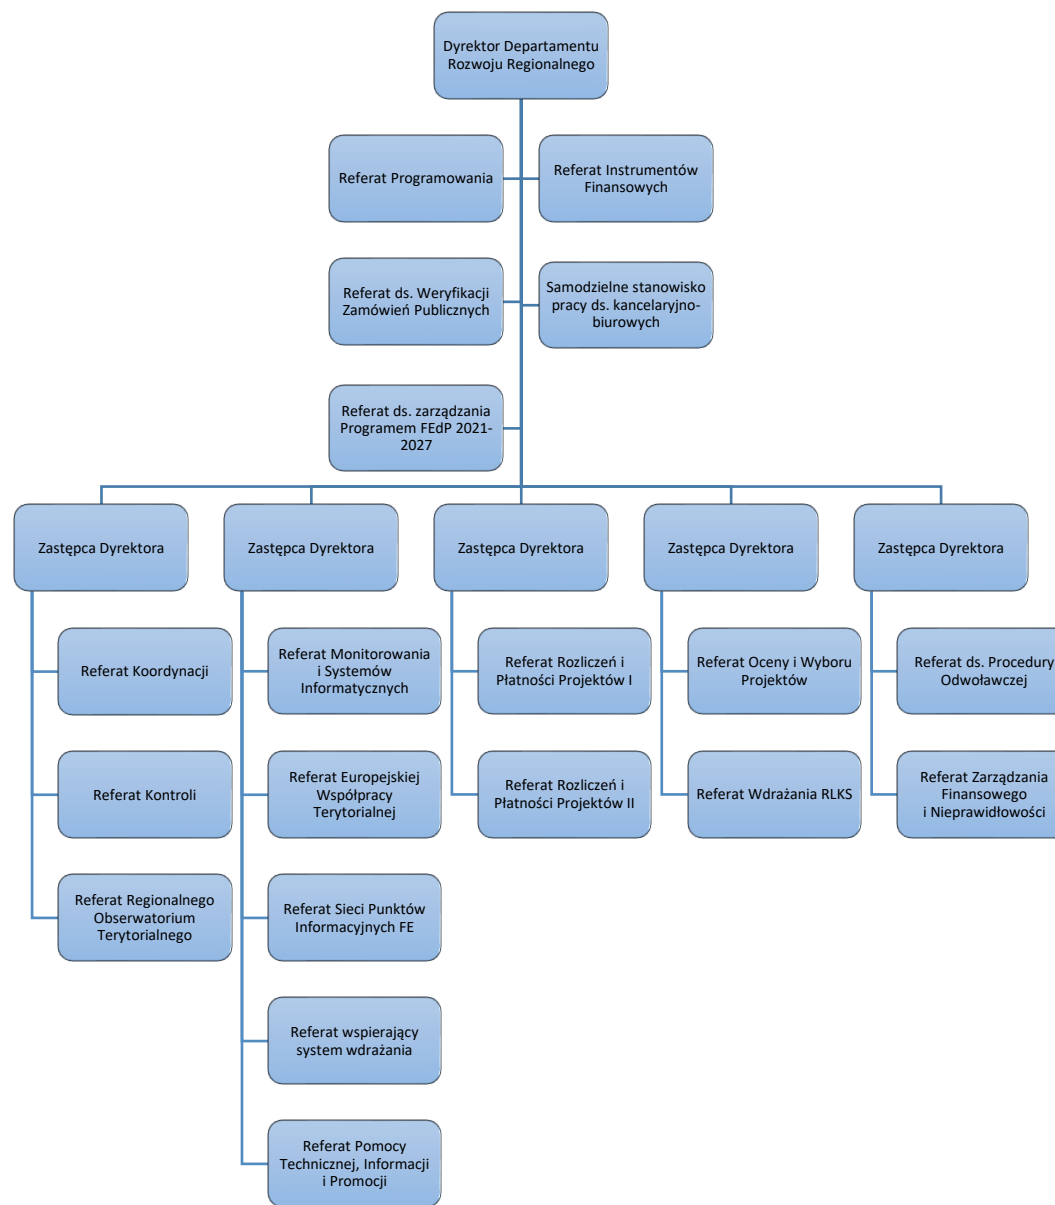 Dyrektor Departamentu
Rozwoju Regionalnego
Referat Programowania
Referat Instrumentów
Finansowych
Referat ds. Weryfikacji
Zamówień Publicznych
Samodzielne stanowisko
pracy ds. kancelaryjno-
biurowych
Referat ds. zarządzania
Programem FEdP 2021-
2027
Zastępca Dyrektora
Zastępca Dyrektora
Zastępca Dyrektora
Zastępca Dyrektora
Zastępca Dyrektora
Referat Koordynacji
Referat Kontroli
Referat Regionalnego
Obserwatorium
Terytorialnego
Referat Monitorowania
i Systemów
Informatycznych
Referat Europejskiej
Współpracy
Terytorialnej
Referat Sieci Punktów
Informacyjnych FE
Referat wspierający
system wdrażania
Referat Pomocy
Technicznej, Informacji
i Promocji
Referat Rozliczeń i
Płatności Projektów I
Referat Rozliczeń i
Płatności Projektów II
Referat Oceny i Wyboru
Projektów
Referat Wdrażania RLKS
Referat ds. Procedury
Odwoławczej
Referat Zarządzania
Finansowego
i Nieprawidłowości